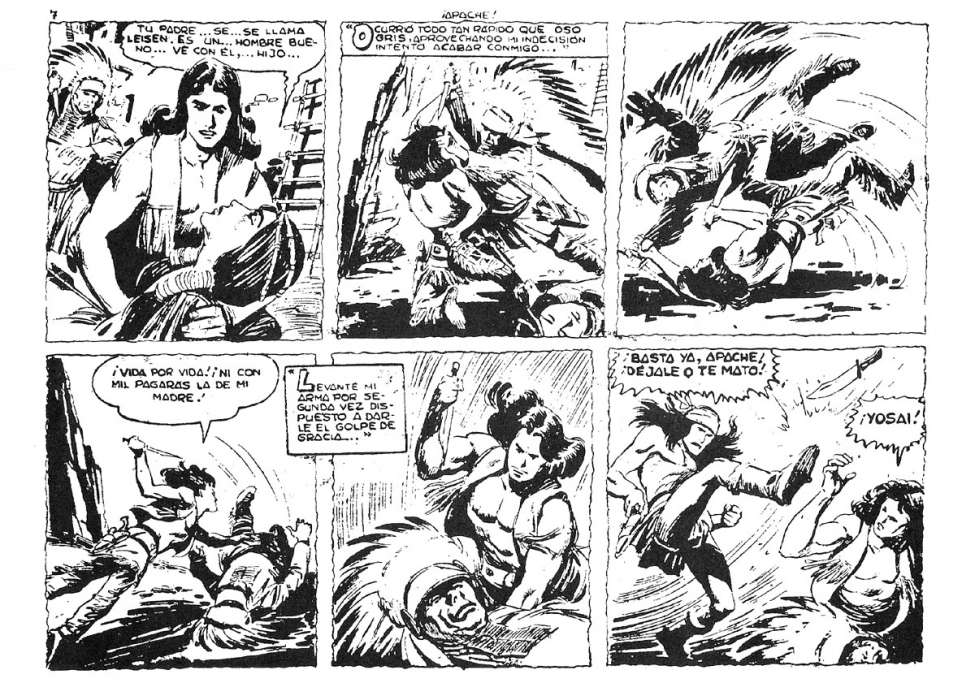 7
¡APACHE!
TU PADRE...SE...SE LLAMA
LEISEN. ES UN... HOMBRE BUE-
NO... VE CON ÉL,... HIJO...
"OCURRIÓ TODO TAN RÁPIDO QUE OSO
GRIS, APROVECHANDO MI INDECISIÓN
INTENTÓ ACABAR CONMIGO..."
¡VIDA POR VIDA! ¡NI CON
MIL PAGARAS LA DE MI
MADRE!
"LEVANTÉ MI
ARMA POR SE-
GUNDA VEZ DIS-
PUESTO A DAR-
LE EL GOLPE DE
GRACIA..."
¡BASTA YA, APACHE!
DÉJALE O TE MATO!
¡YOSAI!